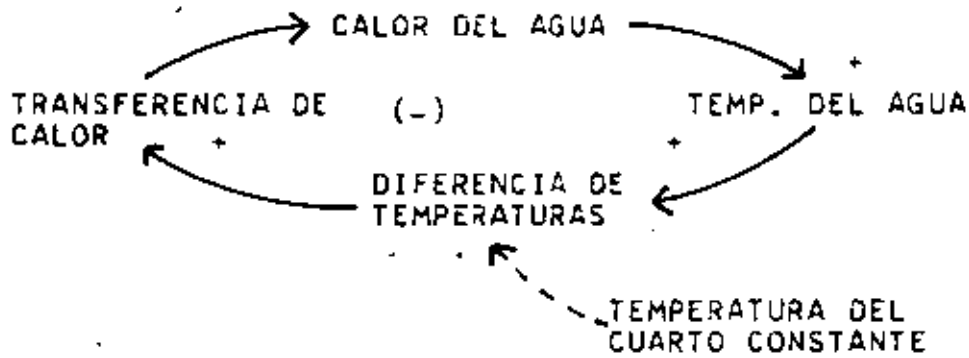 CALOR DEL AGUA
+
TRANSFERENCIA DE
CALOR
(-)
TEMP. DEL AGUA
+
+
DIFERENCIA DE
TEMPERATURAS
TEMPERATURA DEL
CUARTO CONSTANTE